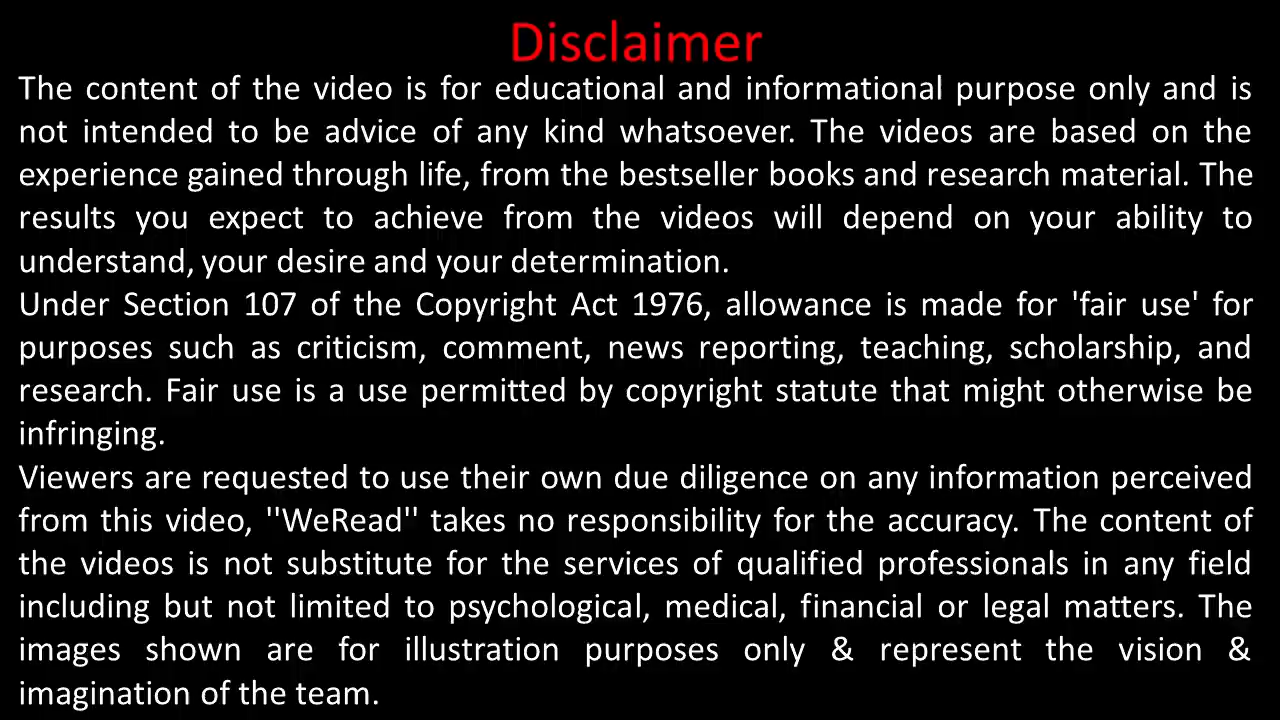 Disclaimer
The content of the video is for educational and informational purpose only and is
not intended to be advice of any kind whatsoever. The videos are based on the
experience gained through life, from the bestseller books and research material. The
results you expect to achieve from the videos will depend on your ability to
understand, your desire and your determination.
Under Section 107 of the Copyright Act 1976, allowance is made for 'fair use' for
purposes such as criticism, comment, news reporting, teaching, scholarship, and
research. Fair use is a use permitted by copyright statute that might otherwise be
infringing.
Viewers are requested to use their own due diligence on any information perceived
from this video, ''WeRead'' takes no responsibility for the accuracy. The content of
the videos is not substitute for the services of qualified professionals in any field
including but not limited to psychological, medical, financial or legal matters. The
images shown are for illustration purposes only & represent the vision &
imagination of the team.